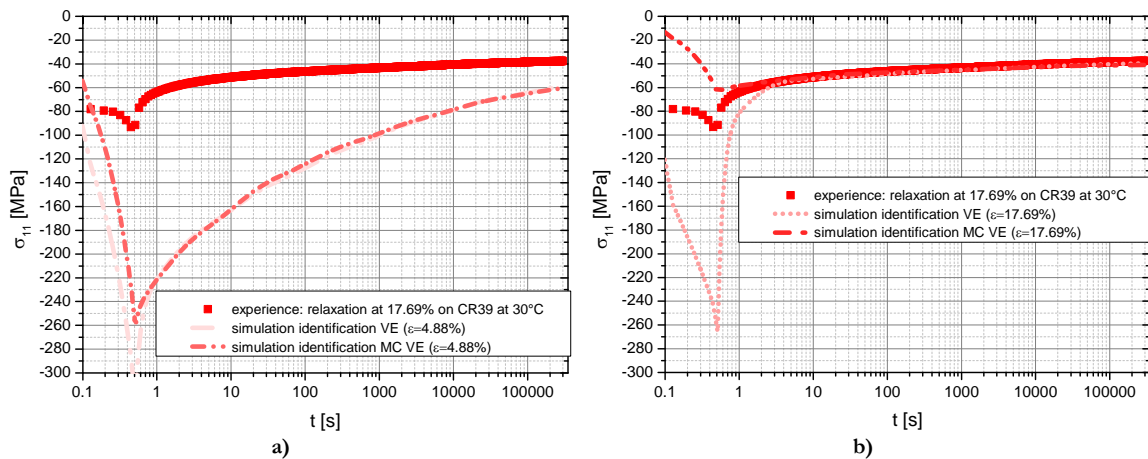 0
-20
-40
-60
-80
-100
-120
-140
-160
-180
-200
-220
-240
-260
-280
-300
σ11 [MPa]
experience: relaxation at 17.69% on CR39 at 30°C
simulation identification VE (ε=4.88%)
simulation identification MC VE (ε=4.88%)
0.1 1 10 100 1000 10000 100000
t [s]
a)
0
-20
-40
-60
-80
-100
-120
-140
-160
-180
-200
-220
-240
-260
-280
-300
σ11 [MPa]
experience: relaxation at 17.69% on CR39 at 30°C
simulation identification VE (ε=17.69%)
simulation identification MC VE (ε=17.69%)
0.1 1 10 100 1000 10000 100000
t [s]
b)